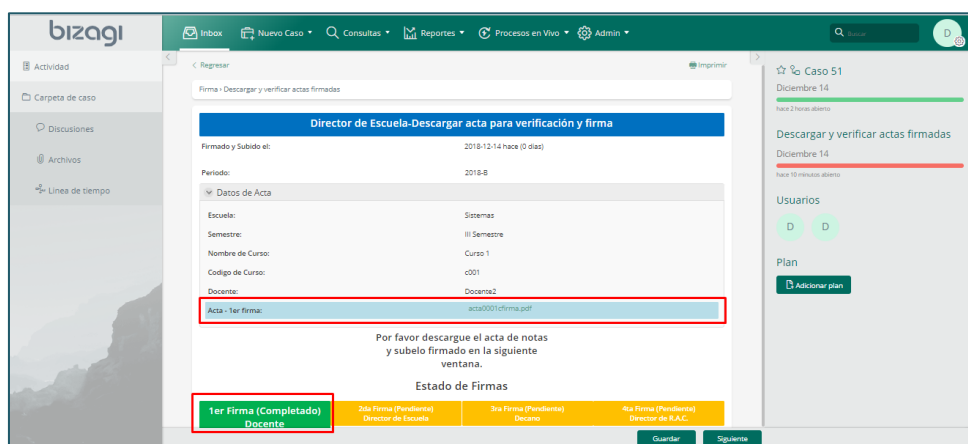 bizagi
Inbox
Nuevo Caso
Consultas
Reportes
Procesos en Vivo
Admin
Buscar
D
Actividad
Carpeta de caso
Discusiones
Archivos
Linea de tiempo
Regresar
Imprimir
Firma › Descargar y verificar actas firmadas
Director de Escuela-Descargar acta para verificación y firma
Firmado y Subido el: 2018-12-14 hace (0 dias)
Periodo: 2018-B
Datos de Acta
Escuela: Sistemas
Semestre: III Semestre
Nombre de Curso: Curso 1
Codigo de Curso: c001
Docente: Docente2
Acta - 1er firma: acta0001cfirma.pdf
Por favor descargue el acta de notas
y subelo firmado en la siguiente
ventana.
Estado de Firmas
1er Firma (Completado)
Docente
2da Firma (Pendiente)
Director de Escuela
3ra Firma (Pendiente)
Decano
4ta Firma (Pendiente)
Director de R.A.C.
Guardar
Siguiente
Caso 51
Diciembre 14
hace 2 horas abierto
Descargar y verificar actas firmadas
Diciembre 14
hace 10 minutos abierto
Usuarios
D D
Plan
Adicionar plan